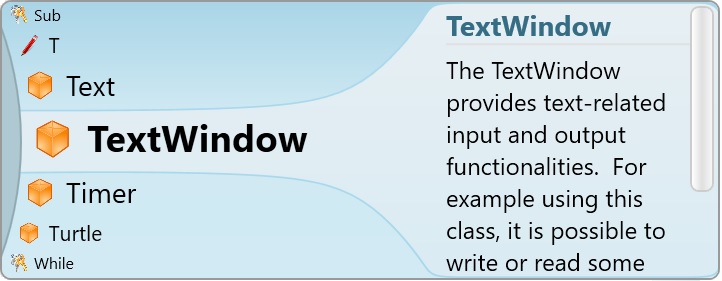 Sub
T
Text
TextWindow
Timer
Turtle
While
TextWindow
The TextWindow
provides text-related
input and output
functionalities.  For
example using this
class, it is possible to
write or read some